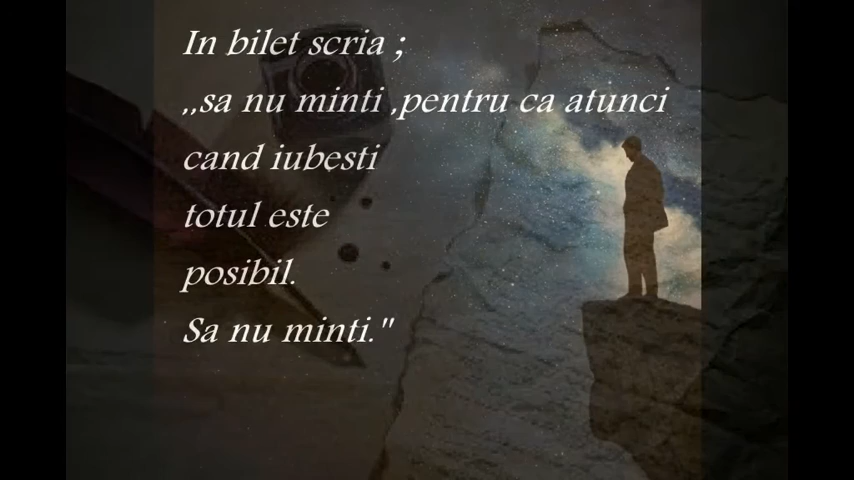 In bilet scria ;
,,sa nu minti ,pentru ca atunci
cand iubesti
totul este
posibil.
Sa nu minti."